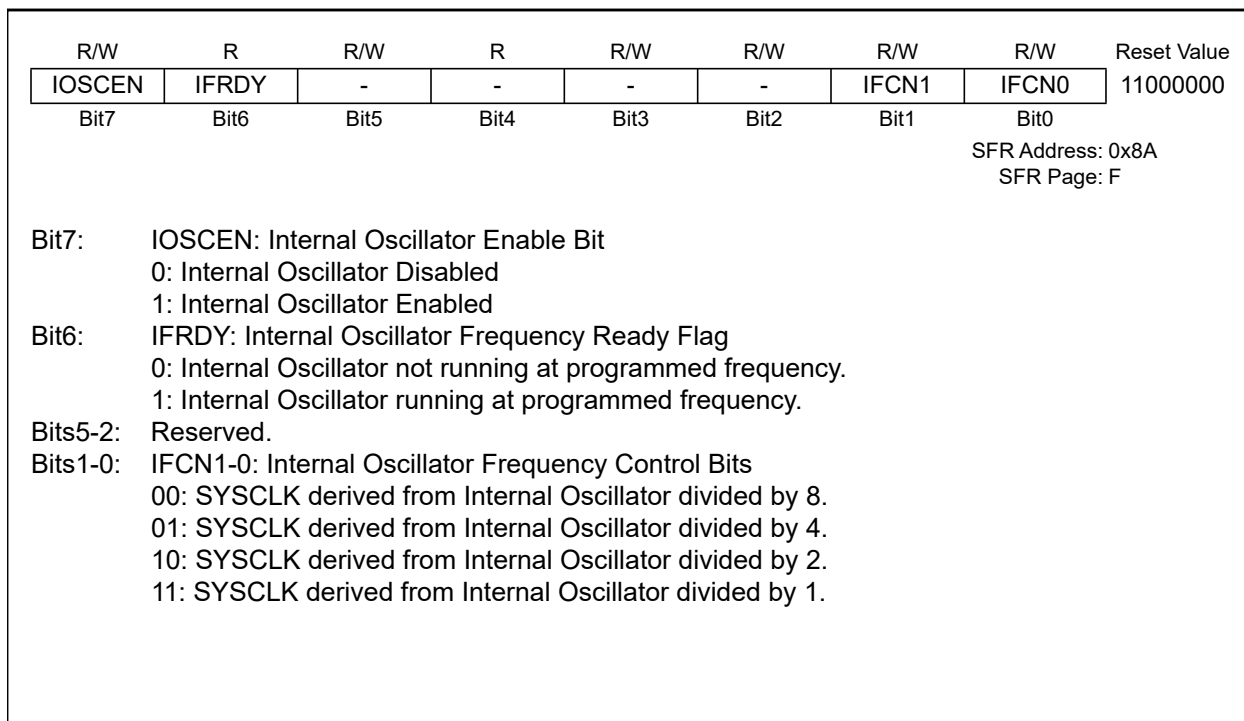 R/W R R/W R R/W R/W R/W R/W Reset Value
IOSCEN IFRDY - - - - IFCN1 IFCN0 11000000
Bit7 Bit6 Bit5 Bit4 Bit3 Bit2 Bit1 Bit0
SFR Address: 0x8A
SFR Page: F
Bit7: IOSCEN: Internal Oscillator Enable Bit
0: Internal Oscillator Disabled
1: Internal Oscillator Enabled
Bit6: IFRDY: Internal Oscillator Frequency Ready Flag
0: Internal Oscillator not running at programmed frequency.
1: Internal Oscillator running at programmed frequency.
Bits5-2: Reserved.
Bits1-0: IFCN1-0: Internal Oscillator Frequency Control Bits
00: SYSCLK derived from Internal Oscillator divided by 8.
01: SYSCLK derived from Internal Oscillator divided by 4.
10: SYSCLK derived from Internal Oscillator divided by 2.
11: SYSCLK derived from Internal Oscillator divided by 1.